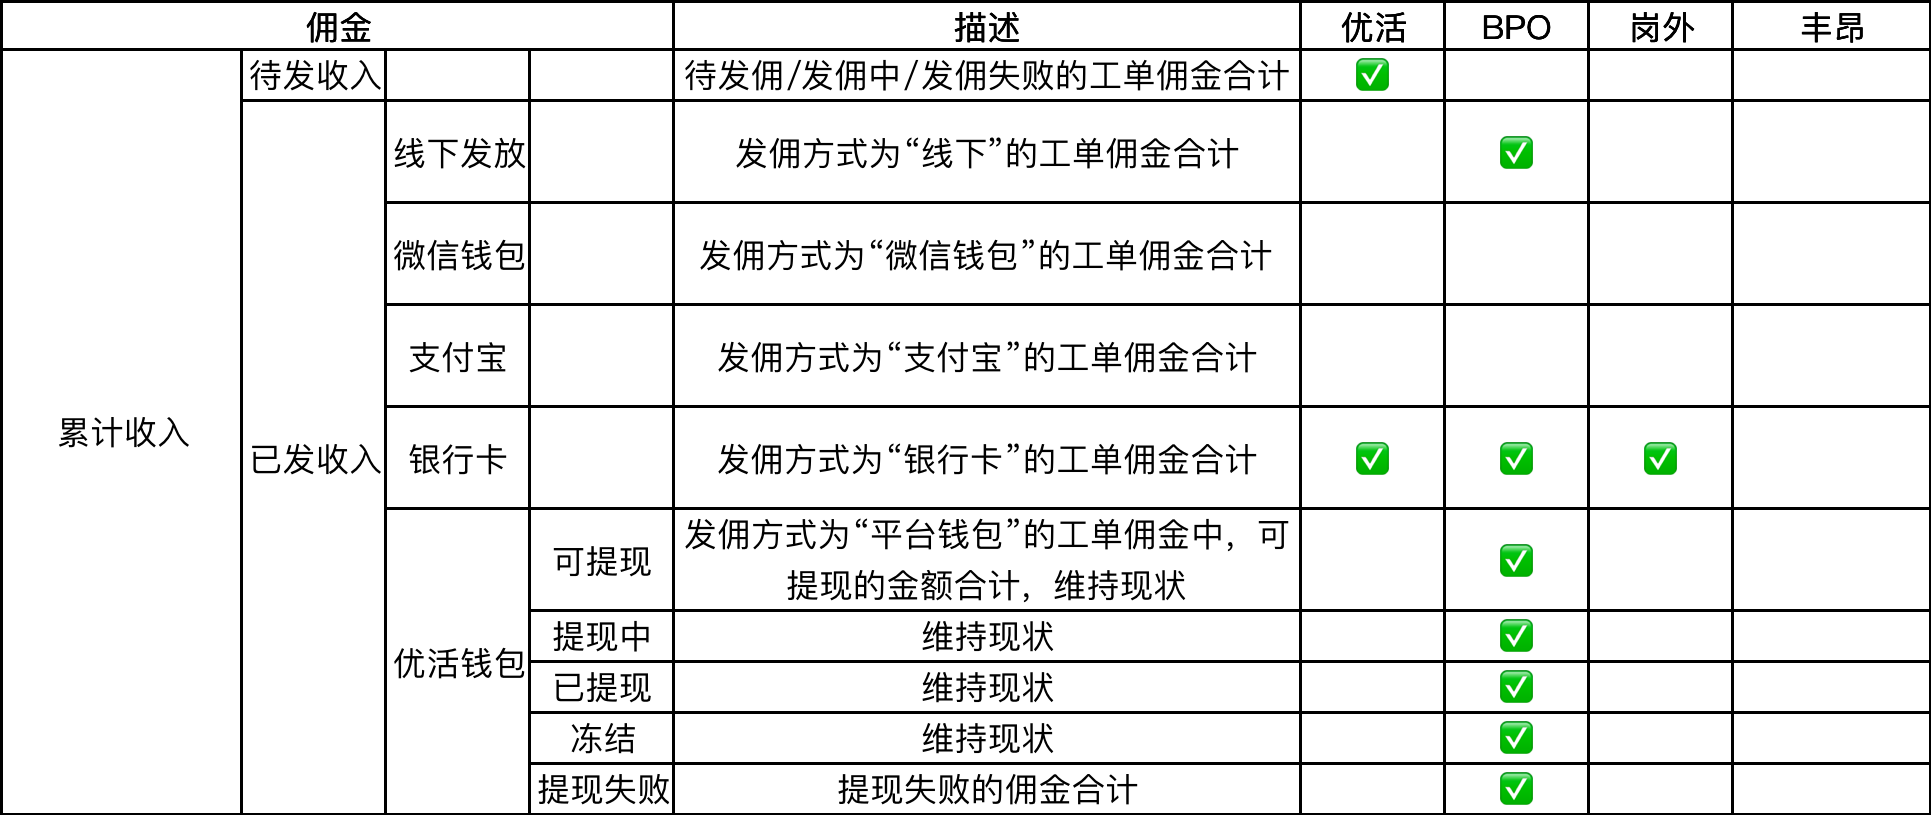 佣金 描述 优活 BPO 岗外 丰昂
待发收入 待发佣/发佣中/发佣失败的工单佣金合计 ✅
线下发放 发佣方式为“线下”的工单佣金合计 ✅
微信钱包 发佣方式为“微信钱包”的工单佣金合计
支付宝 发佣方式为“支付宝”的工单佣金合计
累计收入
已发收入 银行卡 发佣方式为“银行卡”的工单佣金合计 ✅ ✅ ✅
可提现 发佣方式为“平台钱包”的工单佣金中，可
提现的金额合计，维持现状 ✅
提现中 维持现状 ✅
优活钱包
已提现 维持现状 ✅
冻结 维持现状 ✅
提现失败 提现失败的佣金合计 ✅